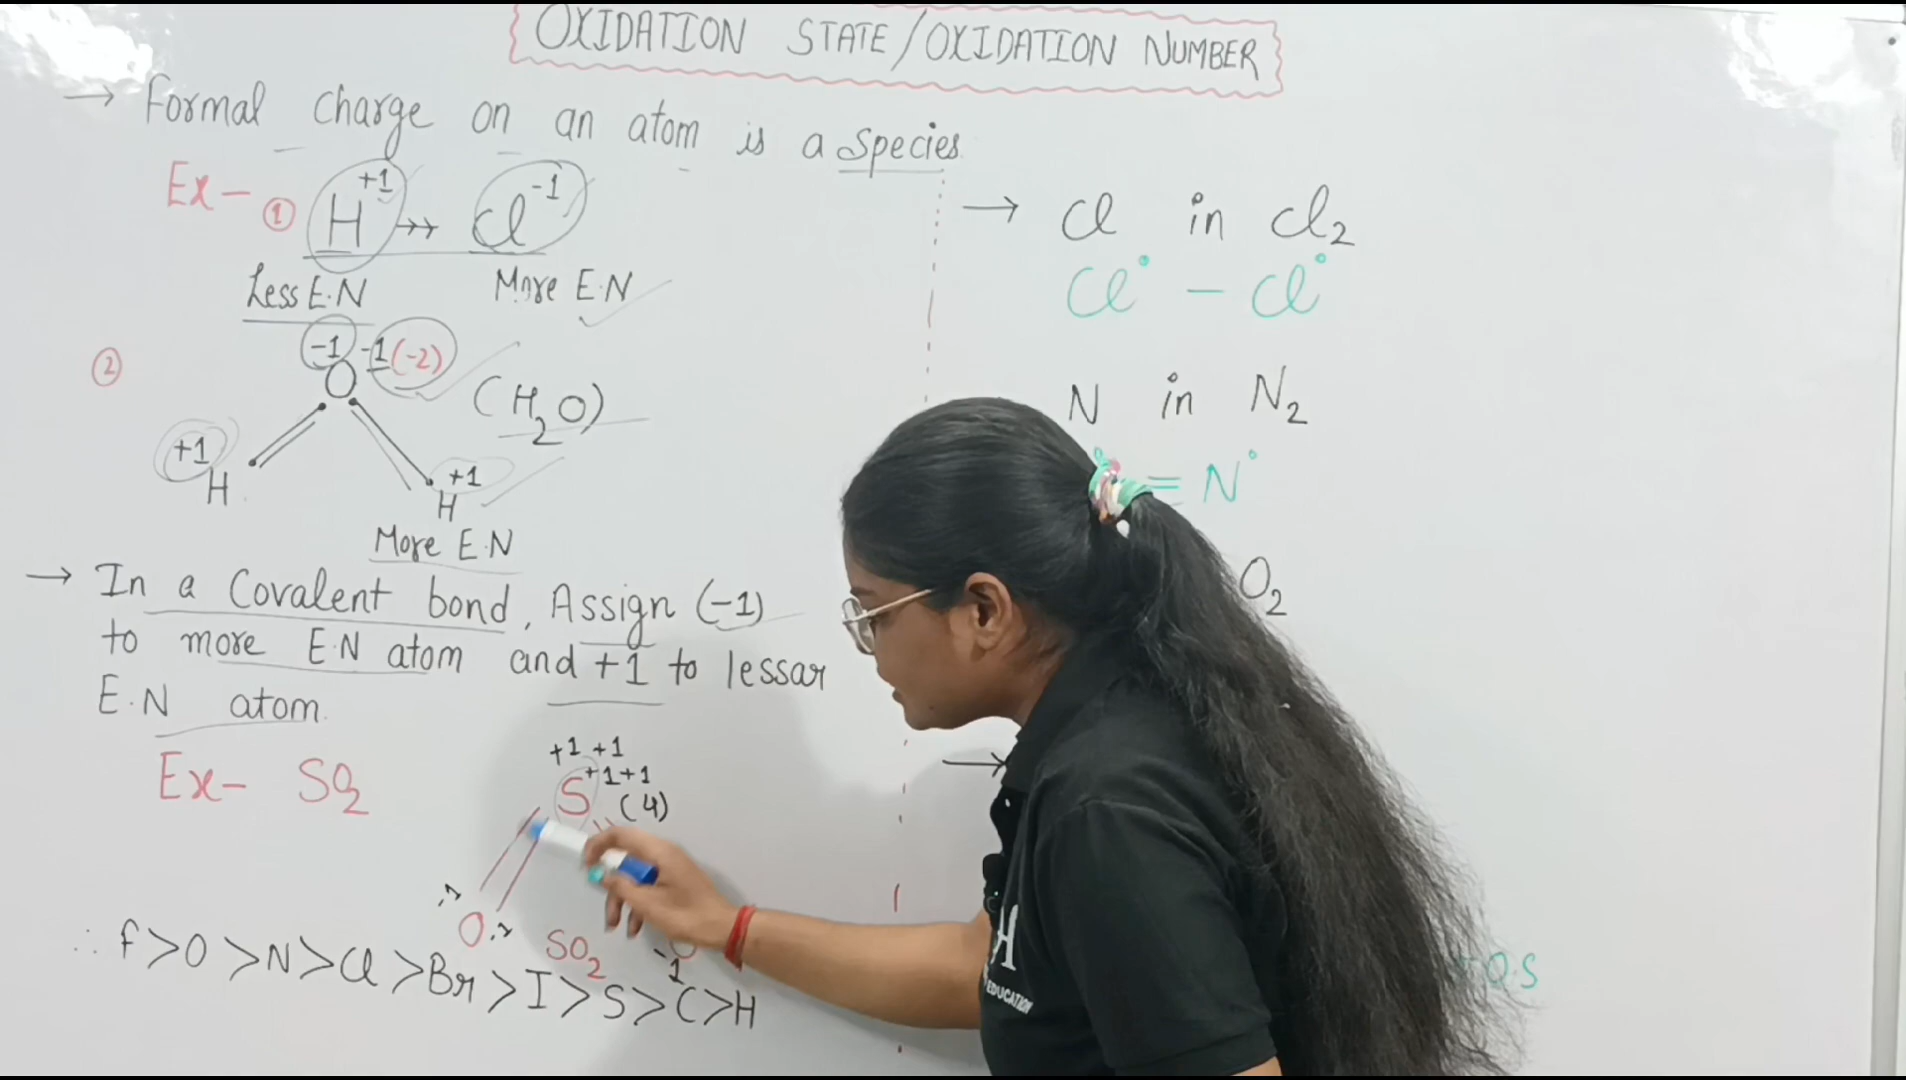 OXIDATION STATE/OXIDATION NUMBER
→ Formal charge on an atom is a species
Ex- ① H+1 →→ Cl-1
Less E.N More E.N
② -1 -1(-2)
O
(H2O)
+1 H
+1 H
More E.N
→ In a Covalent bond, Assign (-1)
to more E.N atom and +1 to lessar
E.N atom.
Ex- SO2
+1 +1
S +1+1
(4)
-1
O -1
SO2
-1
∴ F>O>N>Cl>Br>I>S>C>H
→ Cl in Cl2
Cl° - Cl°
N in N2
= N°
O2
→
O.S
H
EDUCATION